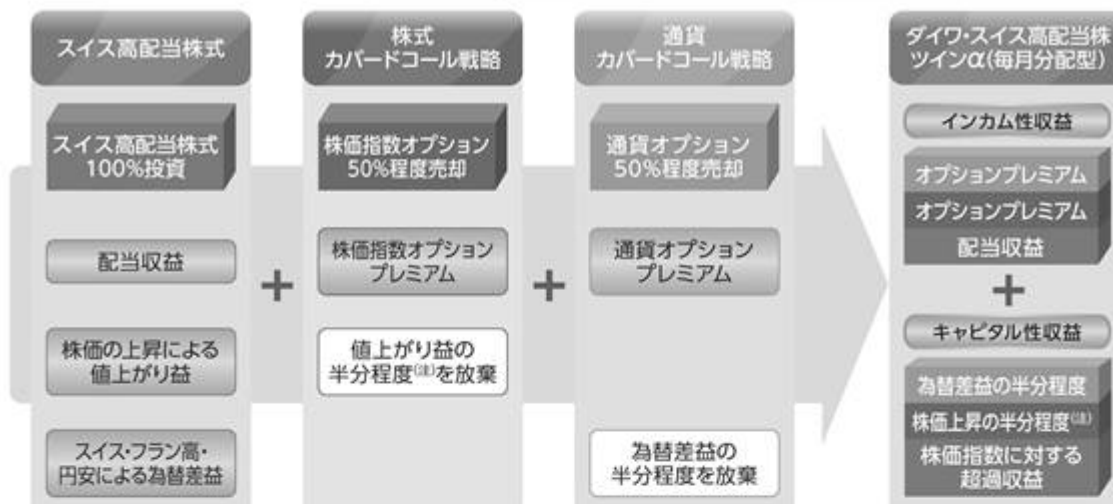 スイス高配当株式
スイス高配当株式
100%投資
配当収益
株価の上昇による
値上がり益
スイス・フラン高・
円安による為替差益
+
株式
カバードコール戦略
株価指数オプション
50%程度売却
株価指数オプション
プレミアム
値上がり益の
半分程度(注)を放棄
+
通貨
カバードコール戦略
通貨オプション
50%程度売却
通貨オプション
プレミアム
為替差益の
半分程度を放棄
ダイワ・スイス高配当株
ツインα(毎月分配型)
インカム性収益
オプションプレミアム
オプションプレミアム
配当収益
+
キャピタル性収益
為替差益の半分程度
株価上昇の半分程度(注)
株価指数に対する
超過収益